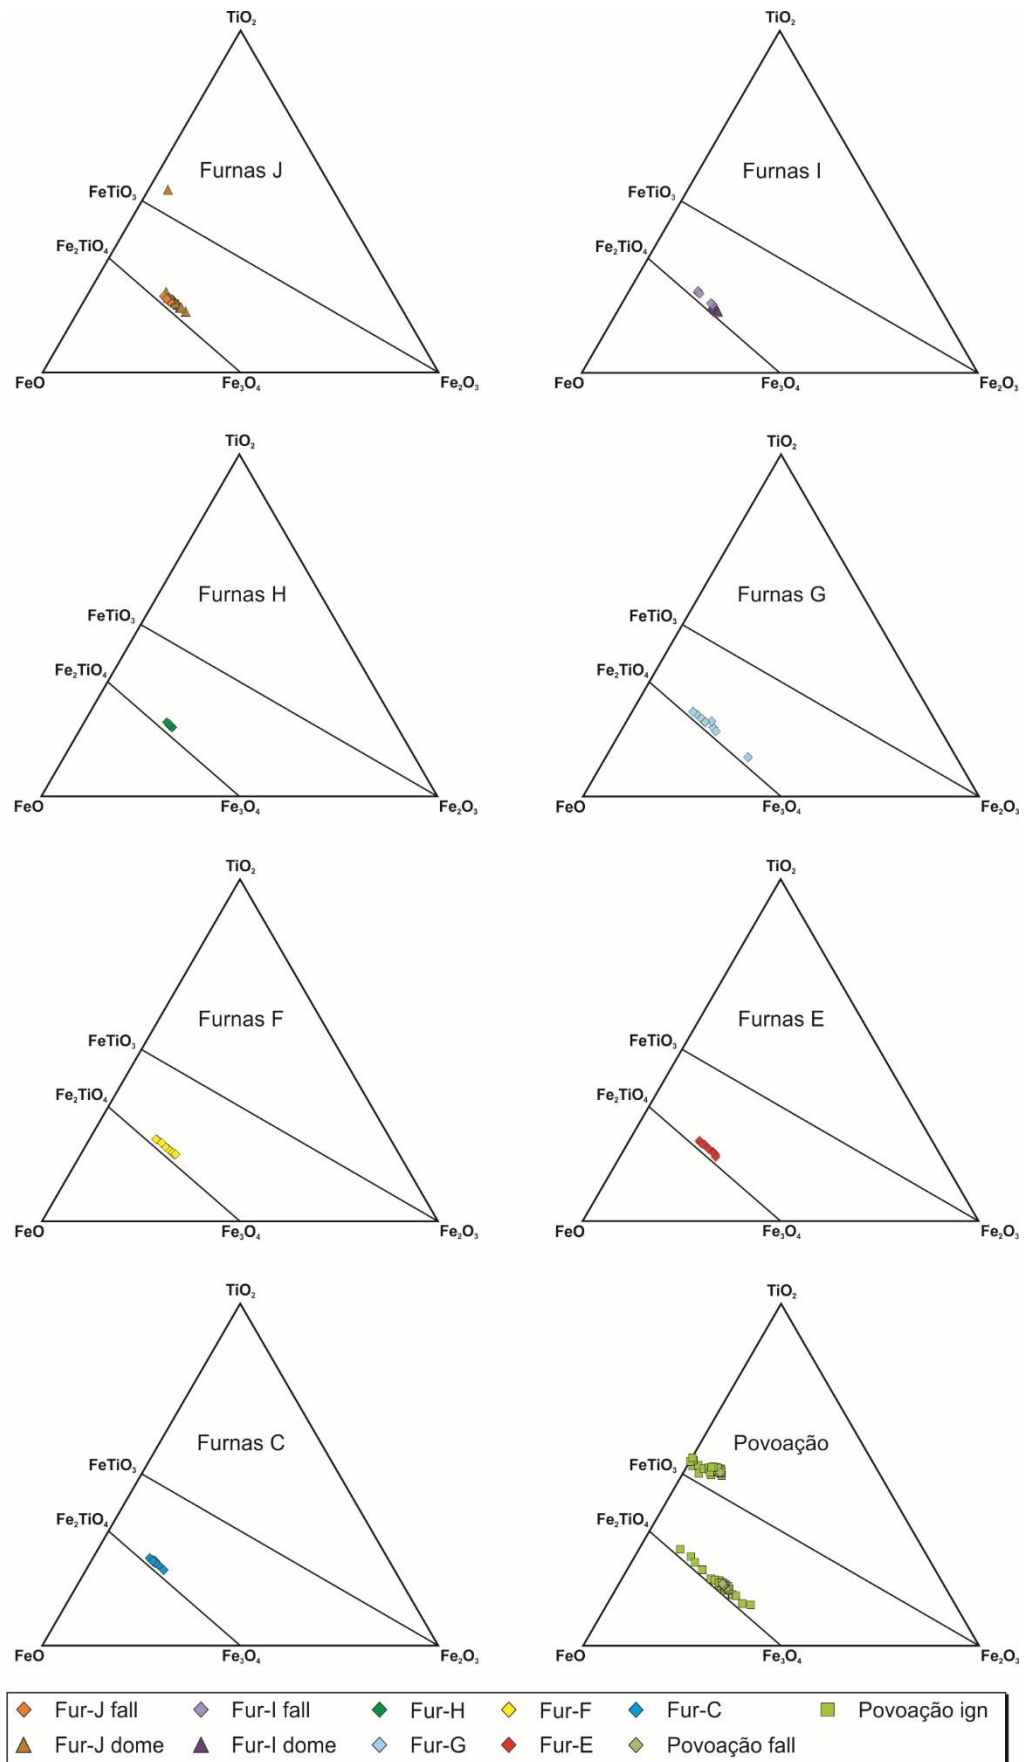 TiO₂ TiO₂
Furnas J Furnas I
FeTiO₃ FeTiO₃
Fe₂TiO₄ Fe₂TiO₄
FeO Fe₃O₄ Fe₂O₃ FeO Fe₃O₄ Fe₂O₃
TiO₂ TiO₂
Furnas H Furnas G
FeTiO₃ FeTiO₃
Fe₂TiO₄ Fe₂TiO₄
FeO Fe₃O₄ Fe₂O₃ FeO Fe₃O₄ Fe₂O₃
TiO₂ TiO₂
Furnas F Furnas E
FeTiO₃ FeTiO₃
Fe₂TiO₄ Fe₂TiO₄
FeO Fe₃O₄ Fe₂O₃ FeO Fe₃O₄ Fe₂O₃
TiO₂ TiO₂
Furnas C Povoação
FeTiO₃ FeTiO₃
Fe₂TiO₄ Fe₂TiO₄
FeO Fe₃O₄ Fe₂O₃ FeO Fe₃O₄ Fe₂O₃
Fur-J fall Fur-I fall Fur-H Fur-F Fur-C Povoação ign
Fur-J dome Fur-I dome Fur-G Fur-E Povoação fall